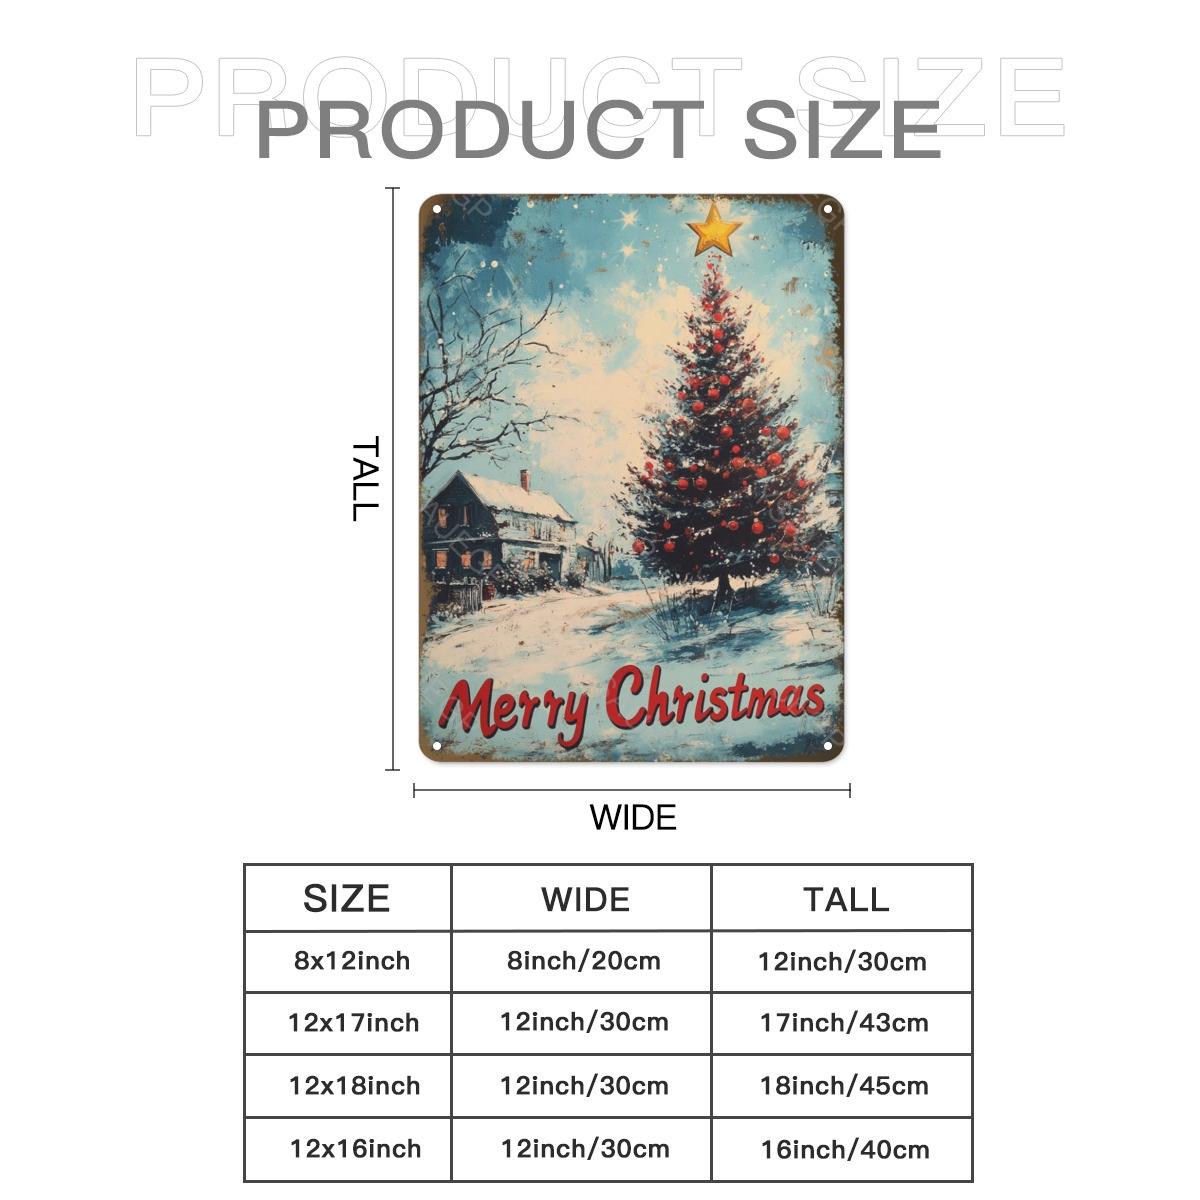 PRODUCT SIZE
PRODUCT SIZE
TALL
Merry Christmas
WIDE
SIZE WIDE TALL
8x12inch 8inch/20cm 12inch/30cm
12x17inch 12inch/30cm 17inch/43cm
12x18inch 12inch/30cm 18inch/45cm
12x16inch 12inch/30cm 16inch/40cm